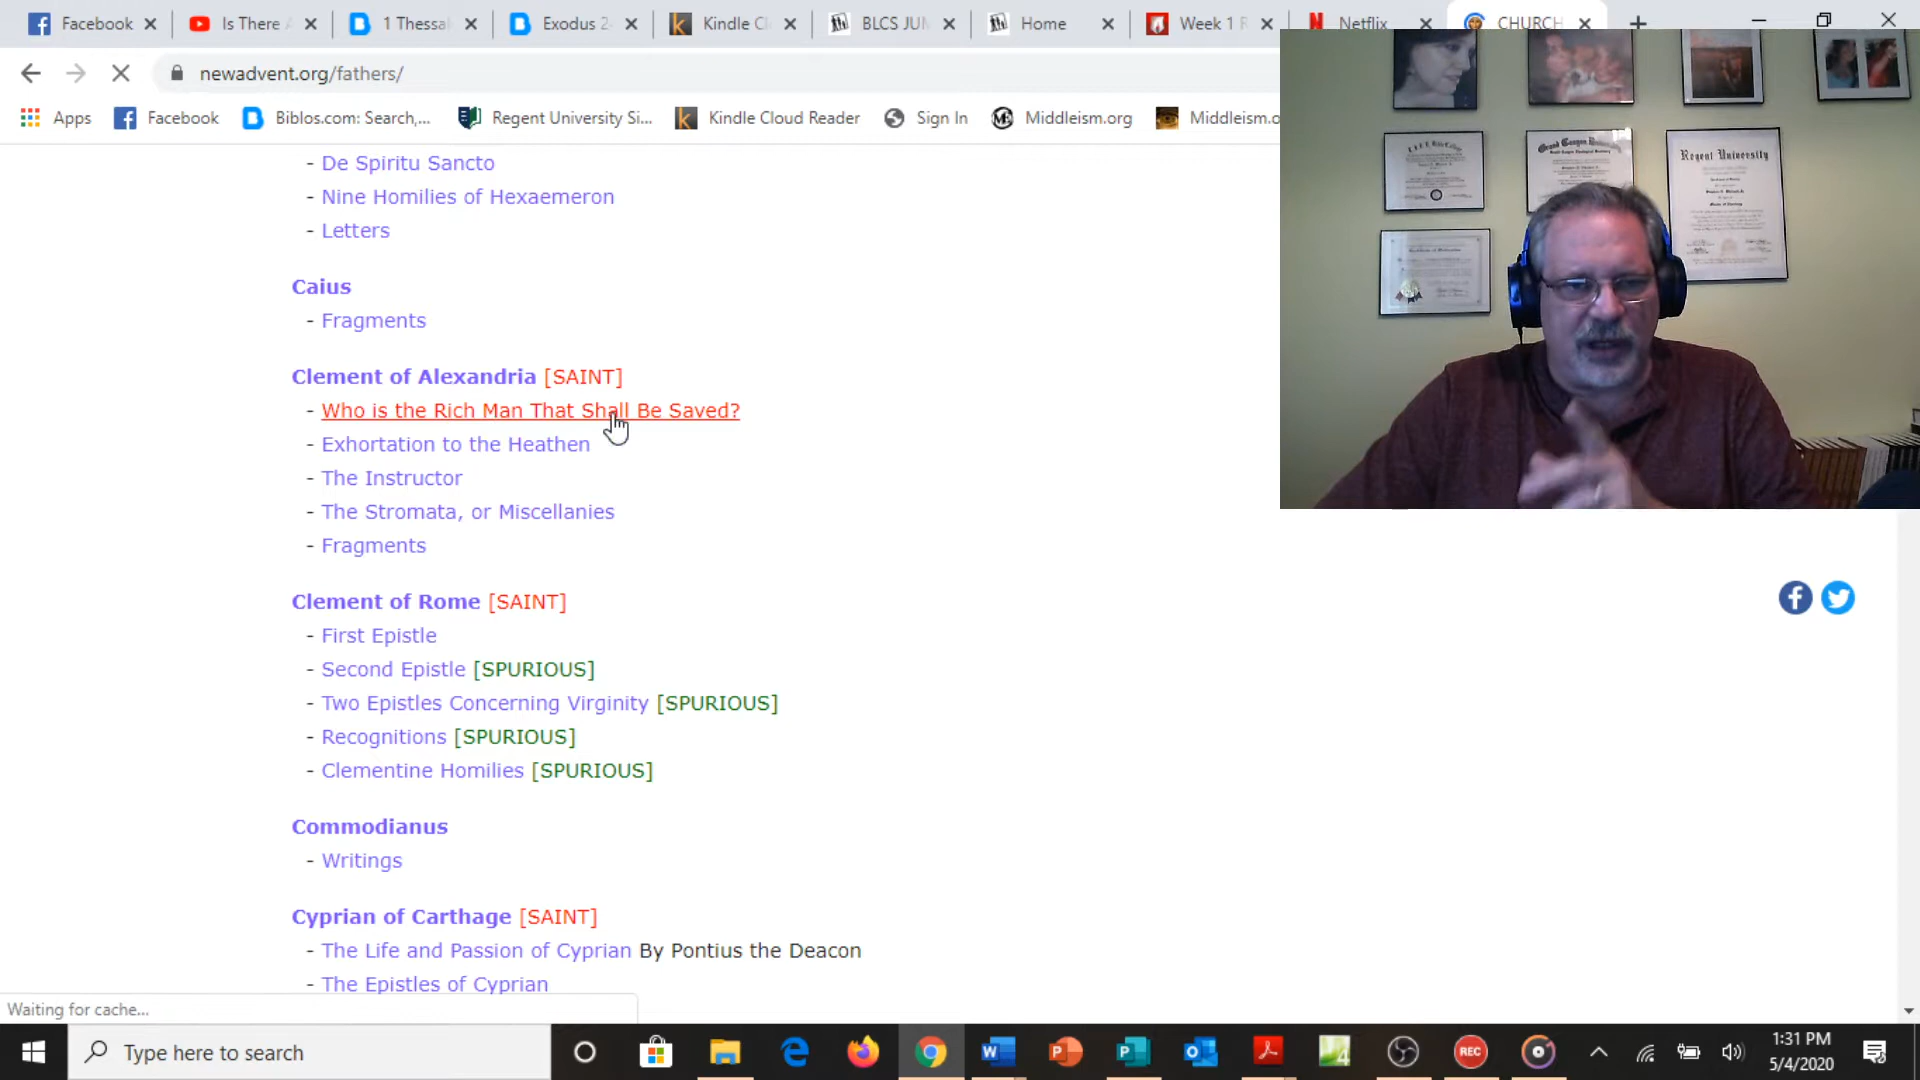 Facebook
Is There
1 Thessal
Exodus 2
Kindle Cl
BLCS JUN
Home
Week 1 R
Netflix
CHURCH
newadvent.org/fathers/
Apps
Facebook
Biblos.com: Search,...
Regent University Si...
Kindle Cloud Reader
Sign In
Middleism.org
Middleism.o
- De Spiritu Sancto
- Nine Homilies of Hexaemeron
- Letters
Caius
- Fragments
Clement of Alexandria [SAINT]
- Who is the Rich Man That Shall Be Saved?
- Exhortation to the Heathen
- The Instructor
- The Stromata, or Miscellanies
- Fragments
Clement of Rome [SAINT]
- First Epistle
- Second Epistle [SPURIOUS]
- Two Epistles Concerning Virginity [SPURIOUS]
- Recognitions [SPURIOUS]
- Clementine Homilies [SPURIOUS]
Commodianus
- Writings
Cyprian of Carthage [SAINT]
- The Life and Passion of Cyprian By Pontius the Deacon
- The Epistles of Cyprian
Waiting for cache...
Regent University
Type here to search
REC
1:31 PM
5/4/2020